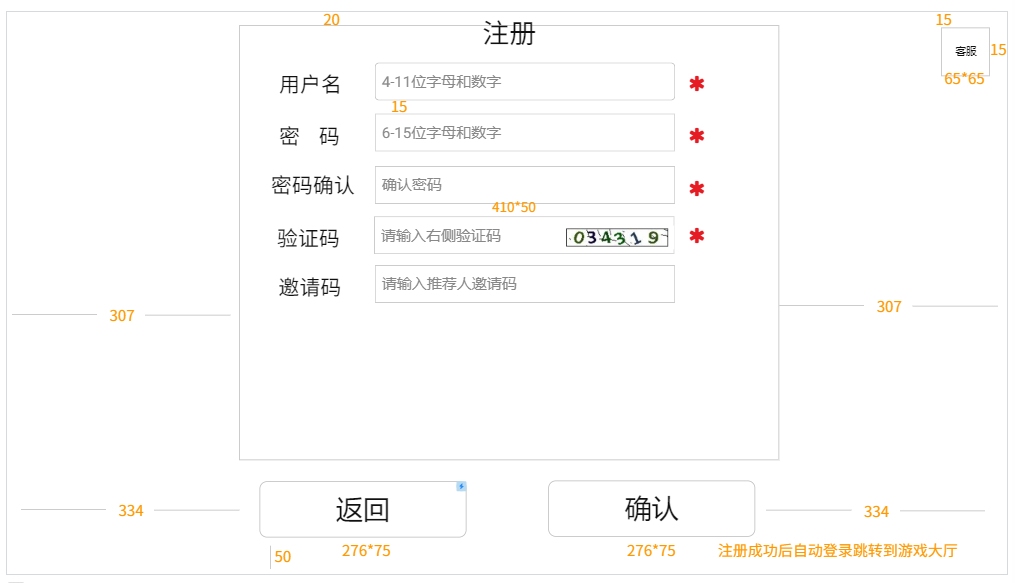 20
15
注册
客服
15
65*65
用户名
4-11位字母和数字
15
密 码
6-15位字母和数字
密码确认
确认密码
410*50
验证码
请输入右侧验证码
034319
邀请码
请输入推荐人邀请码
307
307
返回
确认
334
334
50
276*75
276*75
注册成功后自动登录跳转到游戏大厅